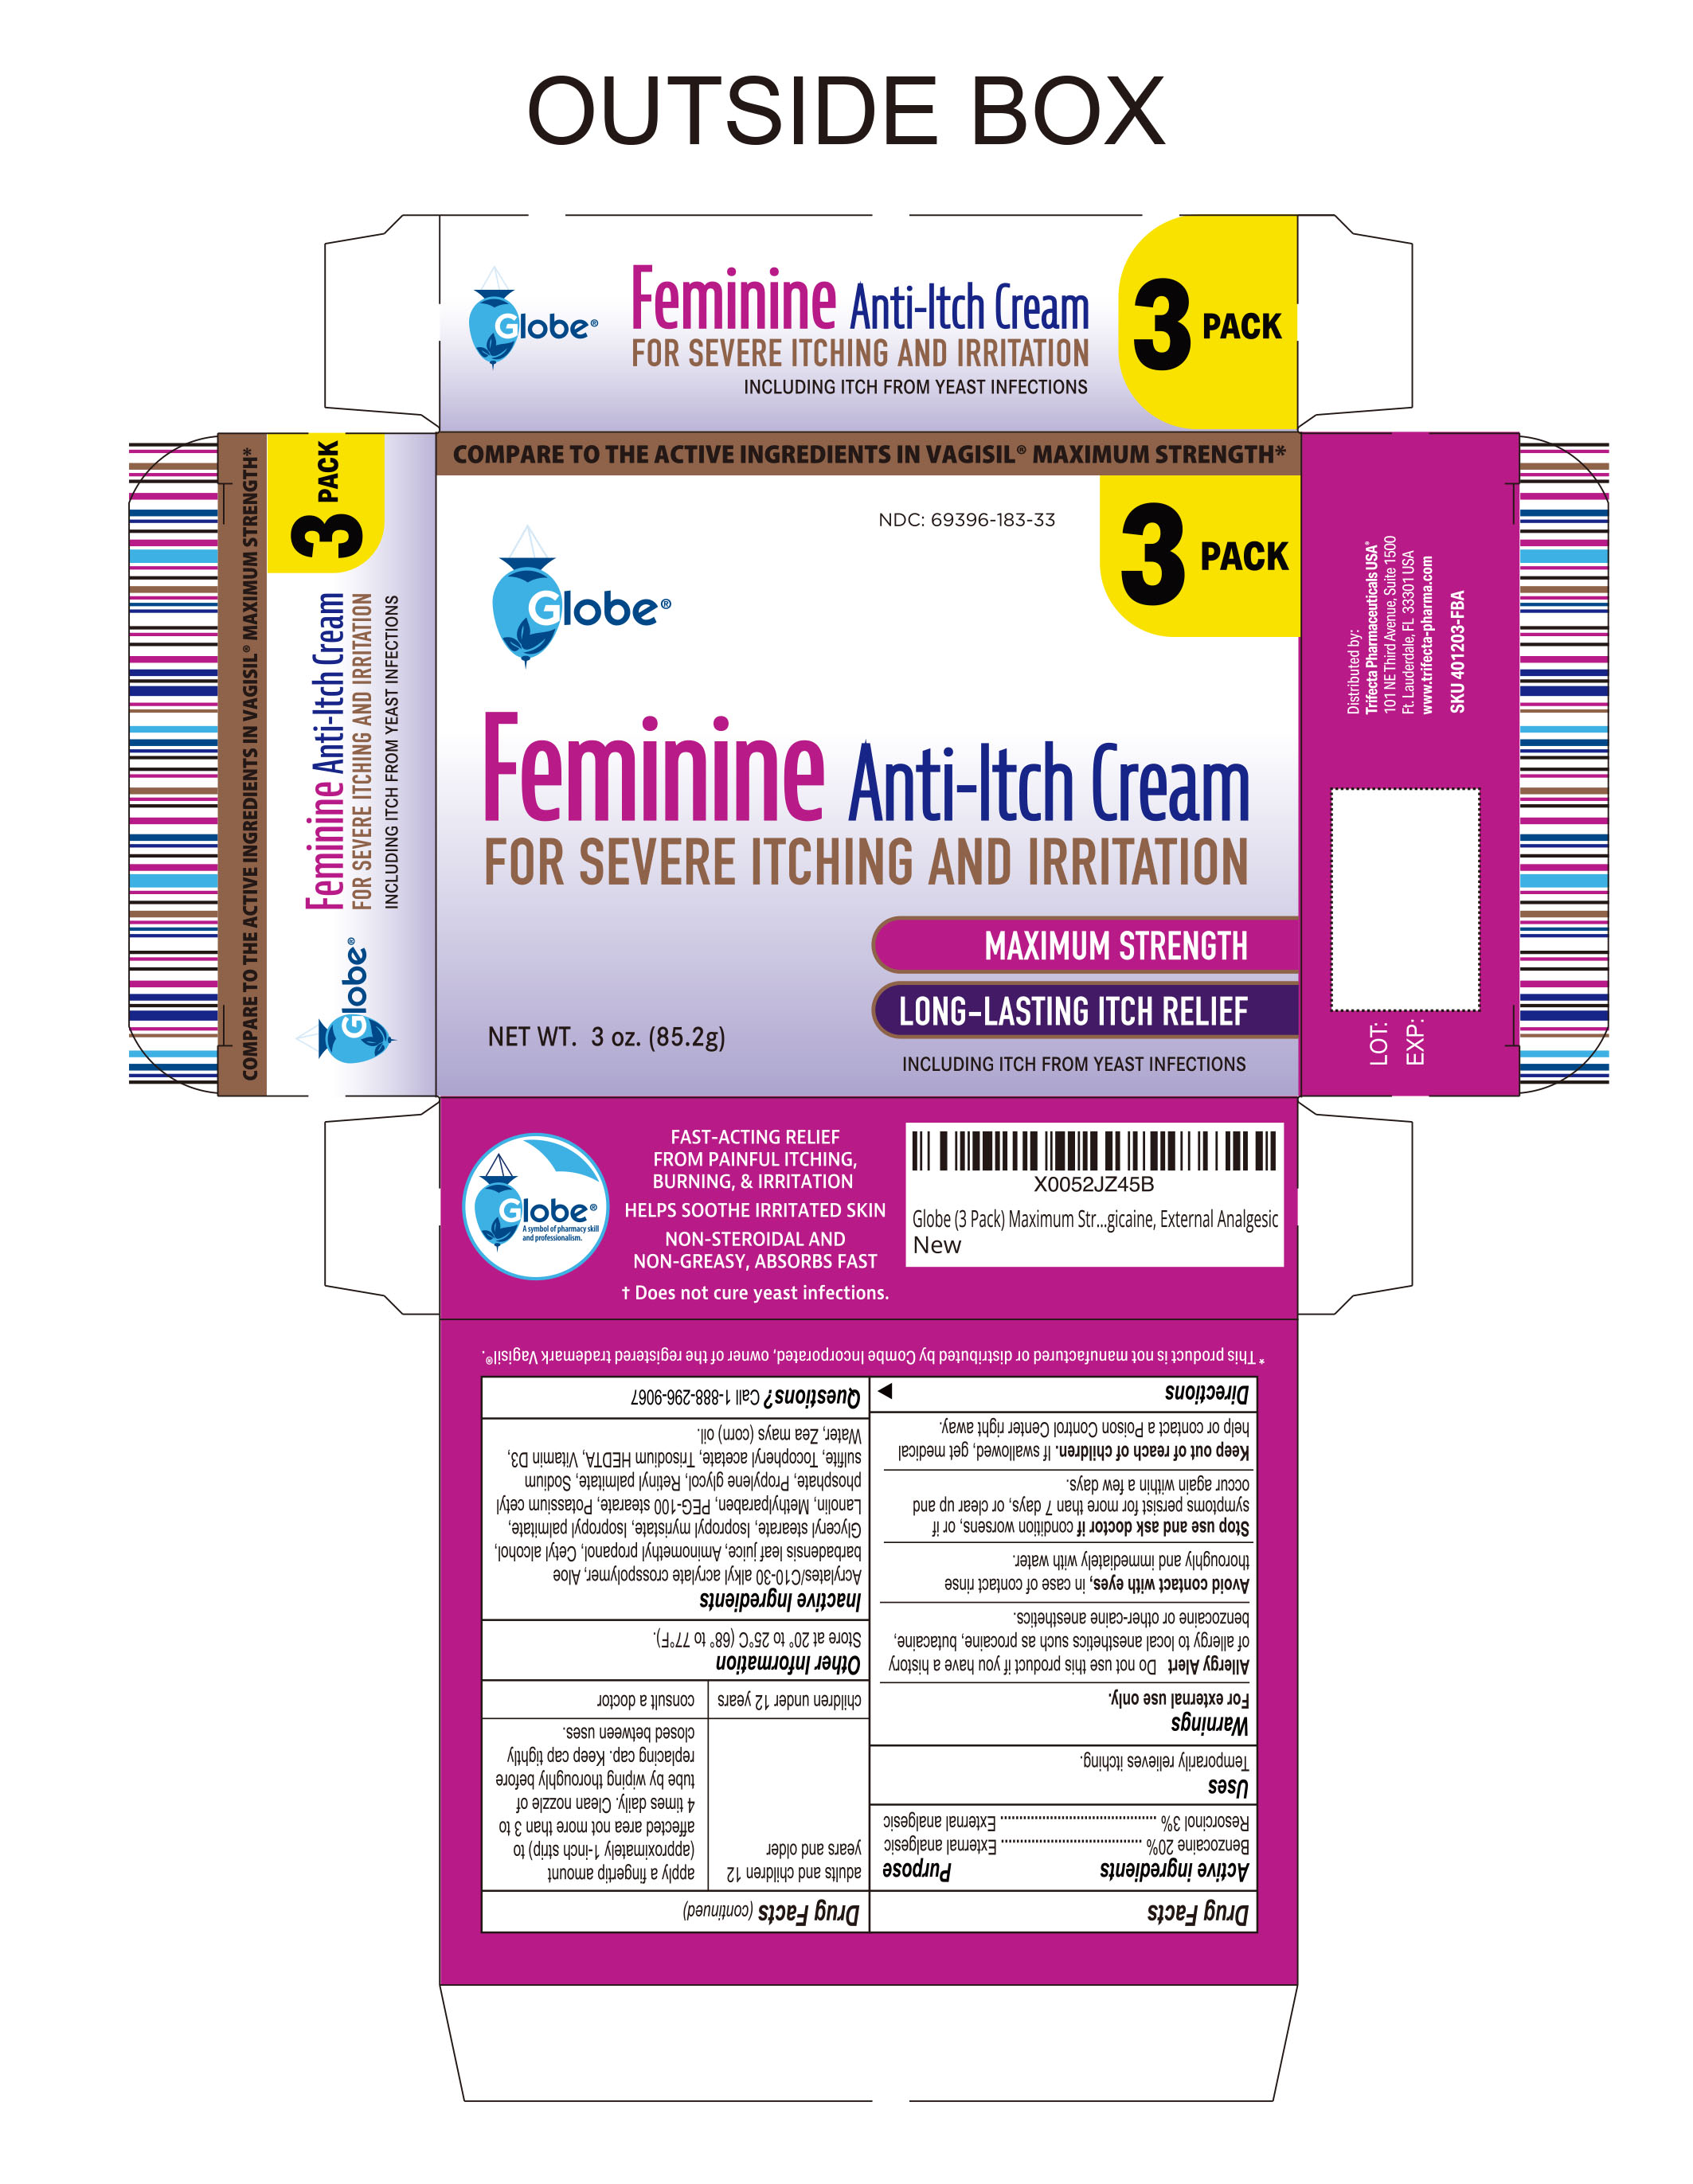 OUTSIDE BOX
Globe®
Feminine Anti-Itch Cream
FOR SEVERE ITCHING AND IRRITATION
INCLUDING ITCH FROM YEAST INFECTIONS
3 PACK
COMPARE TO THE ACTIVE INGREDIENTS IN VAGISIL® MAXIMUM STRENGTH*
3 PACK
Feminine Anti-Itch Cream
FOR SEVERE ITCHING AND IRRITATION
INCLUDING ITCH FROM YEAST INFECTIONS
Globe®
COMPARE TO THE ACTIVE INGREDIENTS IN VAGISIL® MAXIMUM STRENGTH*
NDC: 69396-183-33
3 PACK
Globe®
Feminine Anti-Itch Cream
FOR SEVERE ITCHING AND IRRITATION
MAXIMUM STRENGTH
LONG-LASTING ITCH RELIEF
NET WT. 3 oz. (85.2g)
INCLUDING ITCH FROM YEAST INFECTIONS
Distributed by:
Trifecta Pharmaceuticals USA®
101 NE Third Avenue, Suite 1500
Ft. Lauderdale, FL 33301 USA
www.trifecta-pharma.com
SKU 401203-FBA
LOT:
EXP:
Globe®
A symbol of pharmacy skill
and professionalism.
FAST-ACTING RELIEF
FROM PAINFUL ITCHING,
BURNING, & IRRITATION
HELPS SOOTHE IRRITATED SKIN
NON-STEROIDAL AND
NON-GREASY, ABSORBS FAST
† Does not cure yeast infections.
X0052JZ45B
Globe (3 Pack) Maximum Str...gicaine, External Analgesic
New
Drug Facts
Active ingredients Purpose
Benzocaine 20% ........ External analgesic
Resorcinol 3% ........ External analgesic
Uses
Temporarily relieves itching.
Warnings
For external use only.
Allergy Alert Do not use this product if you have a history
of allergy to local anesthetics such as procaine, butacaine,
benzocaine or other-caine anesthetics.
Avoid contact with eyes, in case of contact rinse
thoroughly and immediately with water.
Stop use and ask doctor if condition worsens, or if
symptoms persist for more than 7 days, or clear up and
occur again within a few days.
Keep out of reach of children. If swallowed, get medical
help or contact a Poison Control Center right away.
Directions
Drug Facts (continued)
adults and children 12
years and older
apply a fingertip amount
(approximately 1-inch strip) to
affected area not more than 3 to
4 times daily. Clean nozzle of
tube by wiping thoroughly before
replacing cap. Keep cap tightly
closed between uses.
children under 12 years
consult a doctor
Other Information
Store at 20° to 25°C (68° to 77°F).
Inactive Ingredients
Acrylates/C10-30 alkyl acrylate crosspolymer, Aloe
barbadensis leaf juice, Aminomethyl propanol, Cetyl alcohol,
Glyceryl stearate, Isopropyl myristate, Isopropyl palmitate,
Lanolin, Methylparaben, PEG-100 stearate, Potassium cetyl
phosphate, Propylene glycol, Retinyl palmitate, Sodium
sulfite, Tocopheryl acetate, Trisodium HEDTA, Vitamin D3,
Water, Zea mays (corn) oil.
Questions? Call 1-888-296-9067
*This product is not manufactured or distributed by Combe Incorporated, owner of the registered trademark Vagisil®.